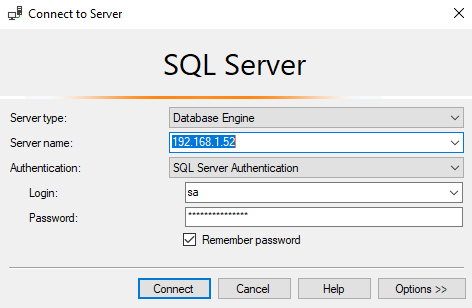 Connect to Server
SQL Server
Server type: Database Engine
Server name: 192.168.1.52
Authentication: SQL Server Authentication
Login: sa
Password: ***************
Remember password
Connect Cancel Help Options >>